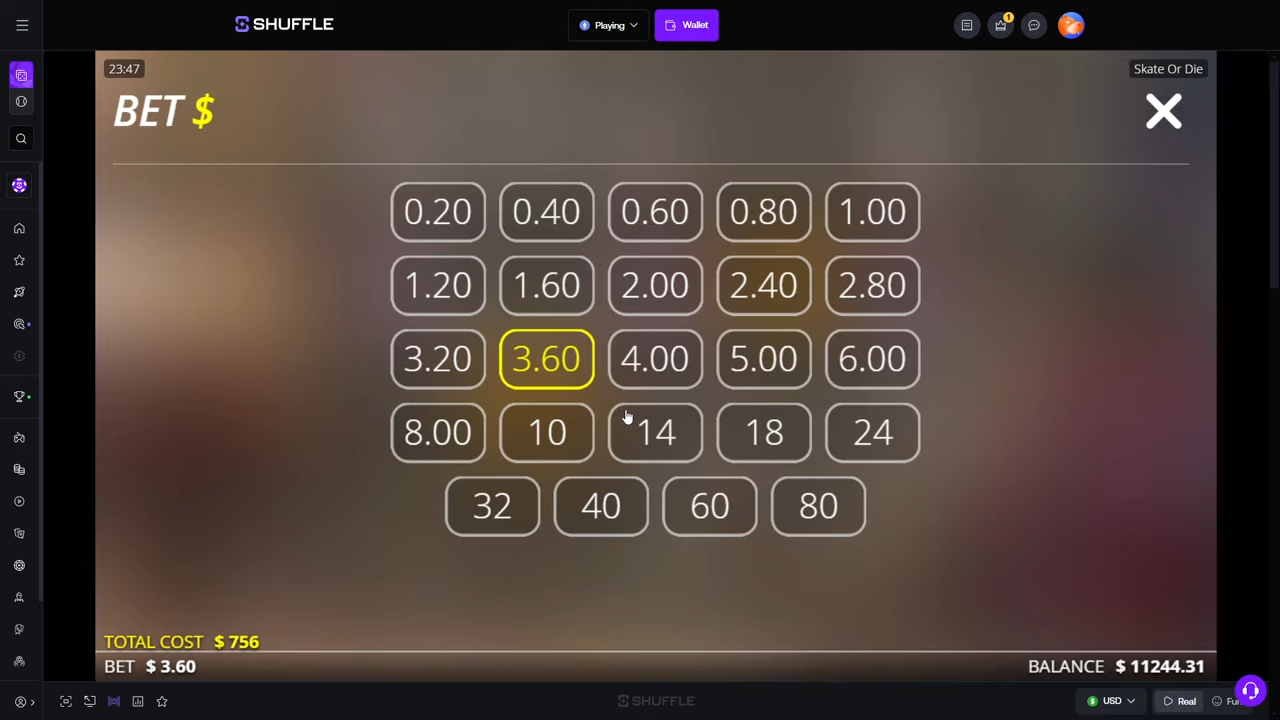 SHUFFLE
Playing
Wallet
1
23:47
Skate Or Die
BET $
0.20 0.40 0.60 0.80 1.00
1.20 1.60 2.00 2.40 2.80
3.20 3.60 4.00 5.00 6.00
8.00 10 14 18 24
32 40 60 80
TOTAL COST $ 756
BET $ 3.60
BALANCE $ 11244.31
SHUFFLE
USD
Real
Fun